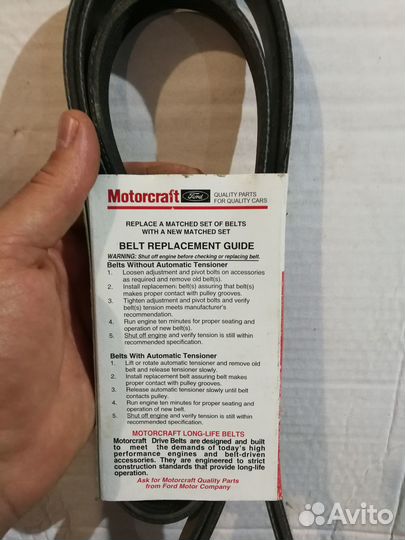 Motorcraft Ford QUALITY PARTS
FOR QUALITY CARS
REPLACE A MATCHED SET OF BELTS
WITH A NEW MATCHED SET
BELT REPLACEMENT GUIDE
WARNING: Shut off engine before checking or replacing belt.
Belts Without Automatic Tensioner
1. Loosen adjustment and pivot bolts on accessories
as required and remove old belt(s).
2. Install replacemen: belt(s) assuring that belt(s)
makes proper contact with pulley grooves.
3. Tighten adjustment and pivot bolts and verify
belt(s) tension meets manufacturer's
recommendation.
4. Run engine ten minutes for proper seating and
operation of new belt(s).
5. Shut off engine and verify tension is still within
recommended specification.
Belts With Automatic Tensioner
1. Lift or rotate automatic tensioner and remove old
belt and release tensioner slowly.
2. Install replacement belt assuring belt makes
proper contact with pulley grooves.
3. Release automatic tensioner slowly until belt
contacts pulley.
4. Run engine ten minutes for proper seating and
operation of new belt.
5. Shut off engine and verify tension is still within
recommended specification.
MOTORCRAFT LONG-LIFE BELTS
Motorcraft Drive Belts are designed and built
to meet the demands of today's high
performance engines and belt-driven
accessories. They are engineered to strict
construction standards that provide long-life
operation.
Ask for Motorcraft Quality Parts
from Ford Motor Company
Avito